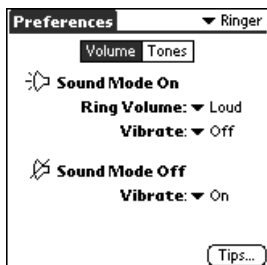 Preferences Ringer
Volume Tones
Sound Mode On
Ring Volume: Loud
Vibrate: Off
Sound Mode Off
Vibrate: On
Tips...